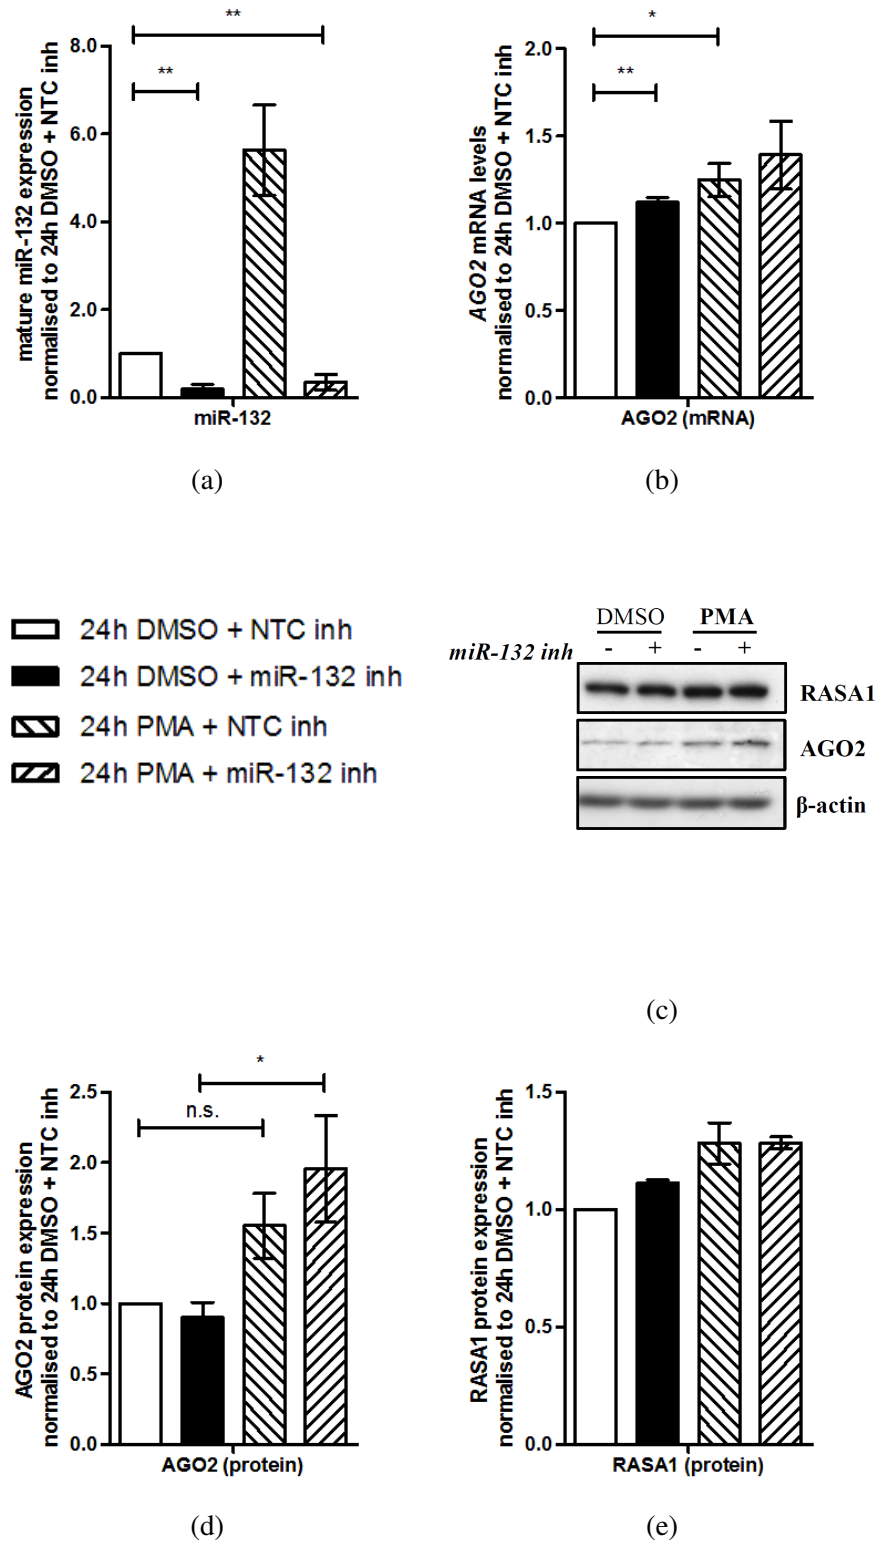 **
**
8.0
6.0
4.0
2.0
0.0
mature miR-132 expression
normalised to 24h DMSO + NTC inh
miR-132
(a)
*
**
2.0
1.5
1.0
0.5
0.0
AGO2 mRNA levels
normalised to 24h DMSO + NTC inh
AGO2 (mRNA)
(b)
24h DMSO + NTC inh
24h DMSO + miR-132 inh
24h PMA + NTC inh
24h PMA + miR-132 inh
DMSO PMA
miR-132 inh - + - +
RASA1
AGO2
β-actin
(c)
*
n.s.
2.5
2.0
1.5
1.0
0.5
0.0
AGO2 protein expression
normalised to 24h DMSO + NTC inh
AGO2 (protein)
(d)
1.5
1.0
0.5
0.0
RASA1 protein expression
normalised to 24h DMSO + NTC inh
RASA1 (protein)
(e)